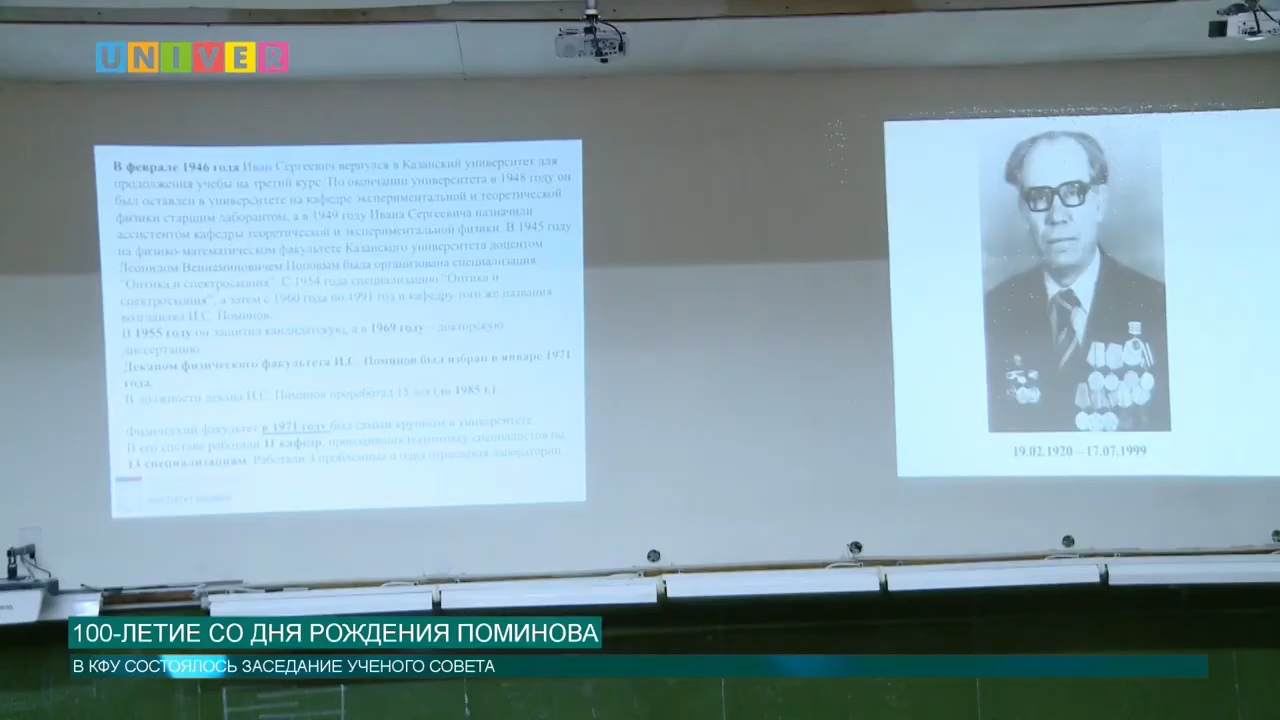 UNIVER
В феврале 1946 года Иван Сергеевич вернулся в Казанский университет для
продолжения учебы на третий курс. По окончании университета в 1948 году он
был оставлен в университете на кафедре экспериментальной и теоретической
физики старшим лаборантом, а в 1949 году Ивана Сергеевича назначили
ассистентом кафедры теоретической и экспериментальной физики. В 1945 году
на физико-математическом факультете Казанского университета доцентом
Леонидом Вениаминовичем Поповым была организована специализация
"Оптика и спектроскопия". С 1954 года специализацию "Оптика и
спектроскопия", а затем с 1960 года по 1991 год и кафедру того же названия
возглавлял И.С. Поминов.
В 1955 году он защитил кандидатскую, а в 1969 году – докторскую
диссертацию.
Деканом физического факультета И.С. Поминов был избран в январе 1971
года.
В должности декана И.С. Поминов проработал 15 лет (до 1985 г.).
Физический факультет в 1971 году был самым крупным в университете.
В его составе работали 11 кафедр, проводивших подготовку специалистов по
13 специализациям. Работали 3 проблемные и одна отраслевая лаборатории.
19.02.1920 – 17.07.1999
100-ЛЕТИЕ СО ДНЯ РОЖДЕНИЯ ПОМИНОВА
В КФУ СОСТОЯЛОСЬ ЗАСЕДАНИЕ УЧЕНОГО СОВЕТА